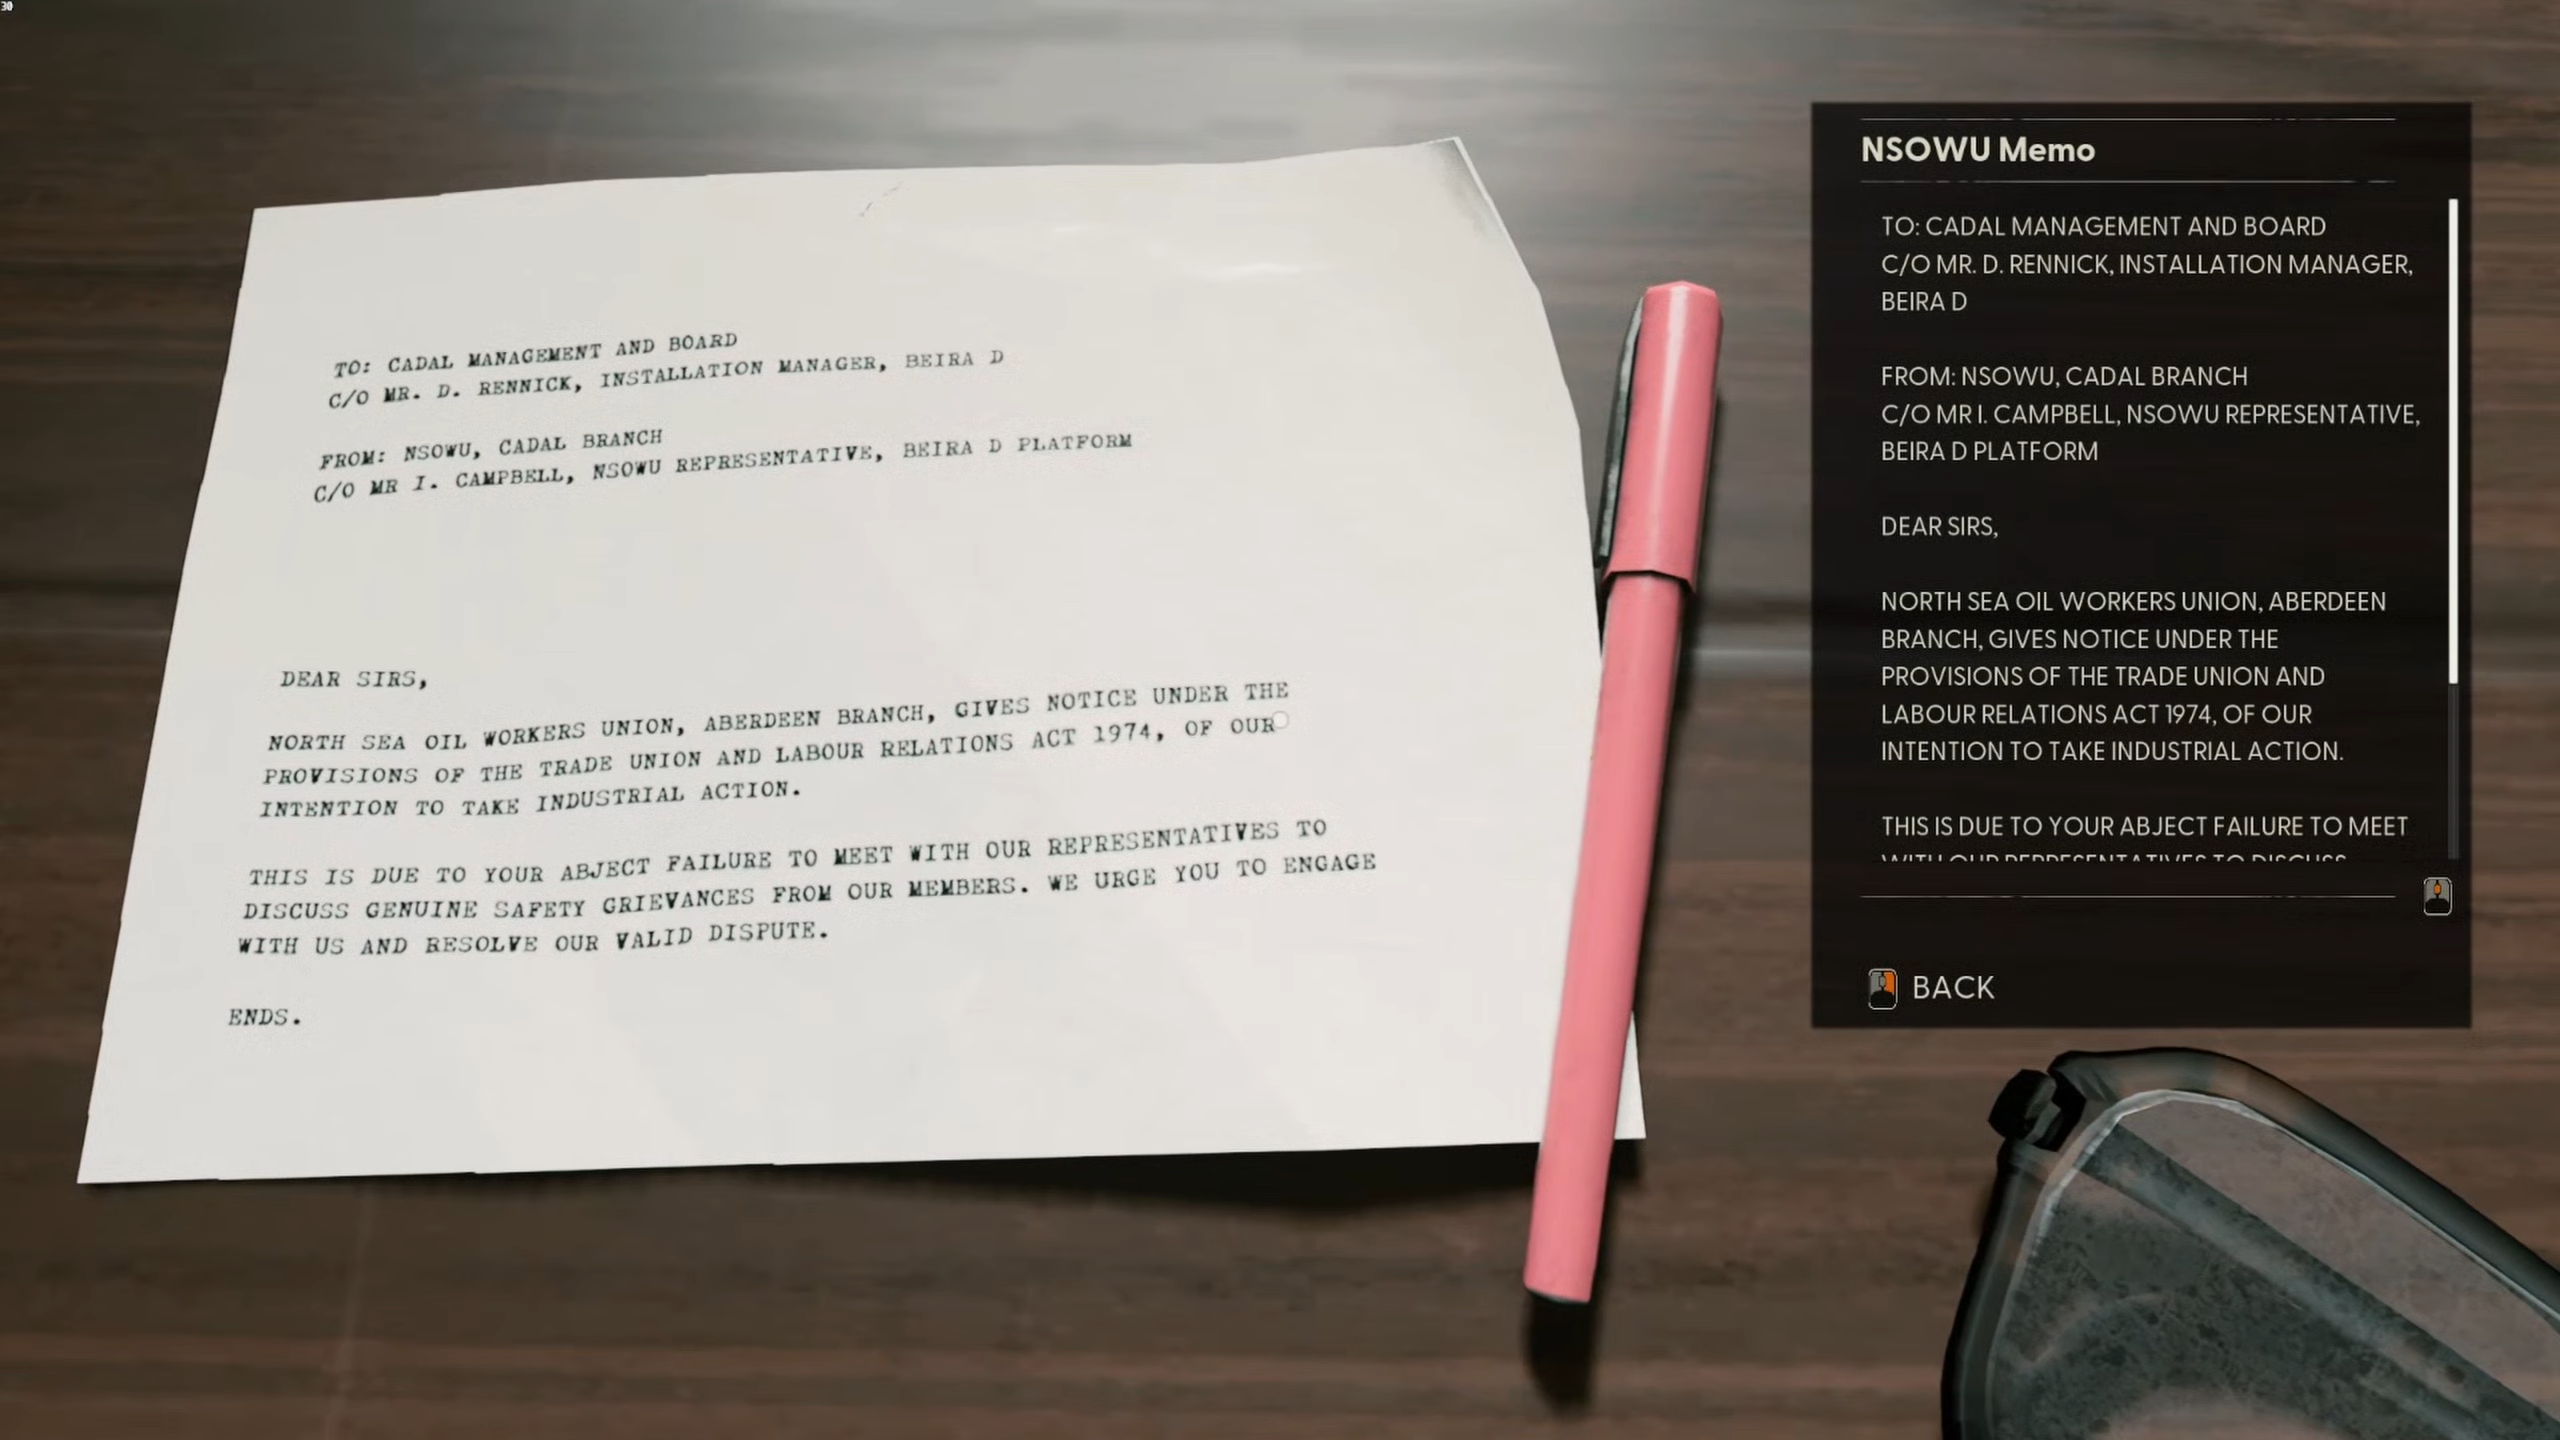 30
TO: CADAL MANAGEMENT AND BOARD
C/O MR. D. RENNICK, INSTALLATION MANAGER, BEIRA D
FROM: NSOWU, CADAL BRANCH
C/O MR I. CAMPBELL, NSOWU REPRESENTATIVE, BEIRA D PLATFORM
DEAR SIRS,
NORTH SEA OIL WORKERS UNION, ABERDEEN BRANCH, GIVES NOTICE UNDER THE
PROVISIONS OF THE TRADE UNION AND LABOUR RELATIONS ACT 1974, OF OUR
INTENTION TO TAKE INDUSTRIAL ACTION.
THIS IS DUE TO YOUR ABJECT FAILURE TO MEET WITH OUR REPRESENTATIVES TO
DISCUSS GENUINE SAFETY GRIEVANCES FROM OUR MEMBERS. WE URGE YOU TO ENGAGE
WITH US AND RESOLVE OUR VALID DISPUTE.
ENDS.
NSOWU Memo
TO: CADAL MANAGEMENT AND BOARD
C/O MR. D. RENNICK, INSTALLATION MANAGER,
BEIRA D
FROM: NSOWU, CADAL BRANCH
C/O MR I. CAMPBELL, NSOWU REPRESENTATIVE,
BEIRA D PLATFORM
DEAR SIRS,
NORTH SEA OIL WORKERS UNION, ABERDEEN
BRANCH, GIVES NOTICE UNDER THE
PROVISIONS OF THE TRADE UNION AND
LABOUR RELATIONS ACT 1974, OF OUR
INTENTION TO TAKE INDUSTRIAL ACTION.
THIS IS DUE TO YOUR ABJECT FAILURE TO MEET
WITH OUR REPRESENTATIVES TO DISCUSS
BACK